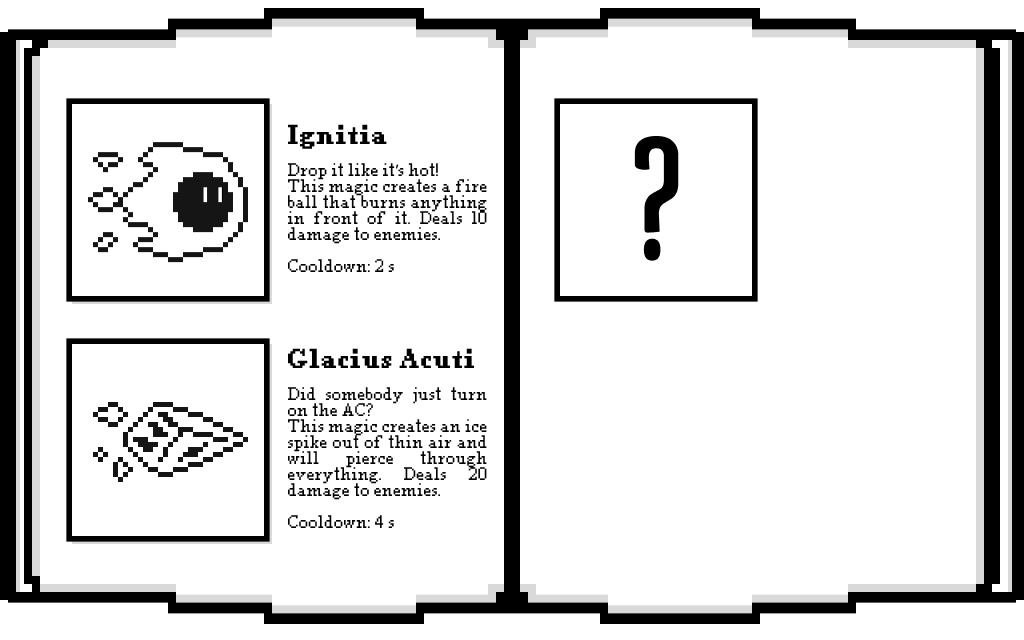 Ignitia
Drop it like it's hot!
This magic creates a fire
ball that burns anything
in front of it. Deals 10
damage to enemies.
Cooldown: 2 s
Glacius Acuti
Did somebody just turn
on the AC?
This magic creates an ice
spike out of thin air and
will pierce through
everything. Deals 20
damage to enemies.
Cooldown: 4 s
?